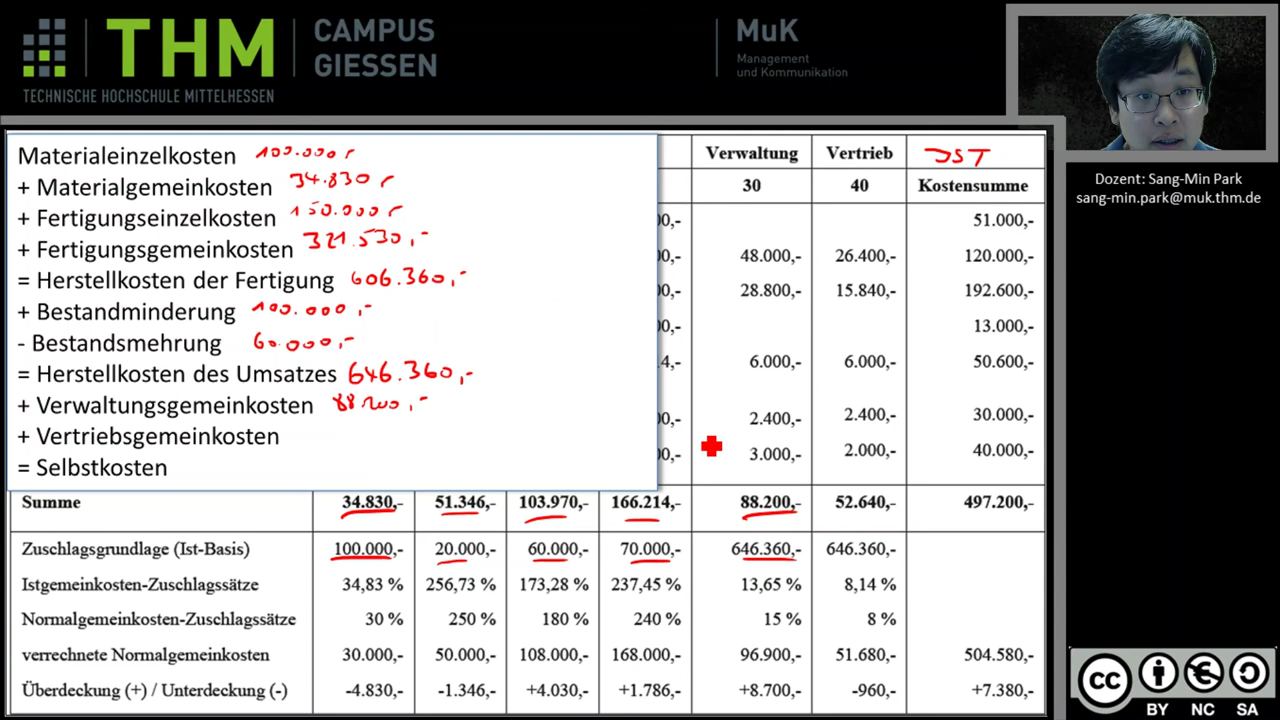 THM
TECHNISCHE HOCHSCHULE MITTELHESSEN
CAMPUS
GIESSEN
MuK
Management
und Kommunikation
Dozent: Sang-Min Park
sang-min.park@muk.thm.de
Materialeinzelkosten 100.000,-
+ Materialgemeinkosten 34.830,-
+ Fertigungseinzelkosten 150.000,-
+ Fertigungsgemeinkosten 321.530,-
= Herstellkosten der Fertigung 606.360,-
+ Bestandminderung 100.000,-
- Bestandsmehrung 60.000,-
= Herstellkosten des Umsatzes 646.360,-
+ Verwaltungsgemeinkosten 88.200,-
+ Vertriebsgemeinkosten
= Selbstkosten
Verwaltung Vertrieb IST
30 40 Kostensumme
00,- 51.000,-
00,- 48.000,- 26.400,- 120.000,-
00,- 28.800,- 15.840,- 192.600,-
00,- 13.000,-
14,- 6.000,- 6.000,- 50.600,-
00,- 2.400,- 2.400,- 30.000,-
00,- 3.000,- 2.000,- 40.000,-
Summe 34.830,- 51.346,- 103.970,- 166.214,- 88.200,- 52.640,- 497.200,-
Zuschlagsgrundlage (Ist-Basis) 100.000,- 20.000,- 60.000,- 70.000,- 646.360,- 646.360,-
Istgemeinkosten-Zuschlagssätze 34,83 % 256,73 % 173,28 % 237,45 % 13,65 % 8,14 %
Normalgemeinkosten-Zuschlagssätze 30 % 250 % 180 % 240 % 15 % 8 %
verrechnete Normalgemeinkosten 30.000,- 50.000,- 108.000,- 168.000,- 96.900,- 51.680,- 504.580,-
Überdeckung (+) / Unterdeckung (-) -4.830,- -1.346,- +4.030,- +1.786,- +8.700,- -960,- +7.380,-
cc
BY NC SA